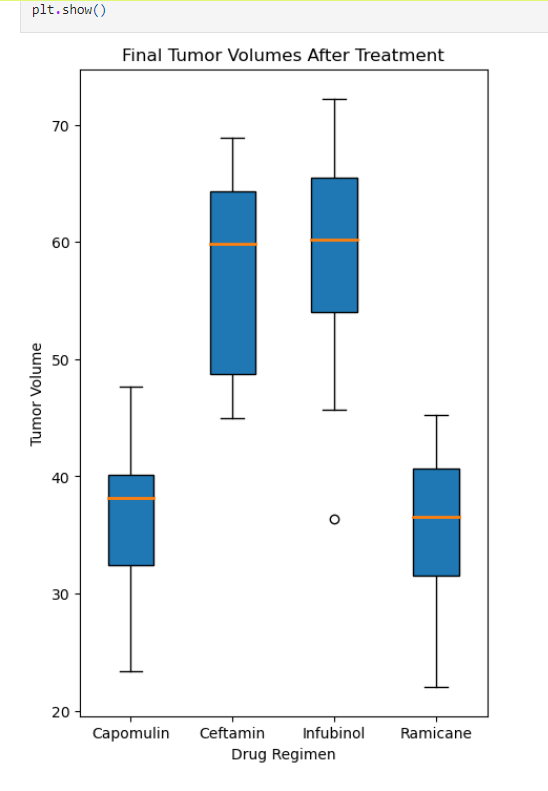 plt.show()
Final Tumor Volumes After Treatment
70
60
50
40
30
20
Tumor Volume
Capomulin Ceftamin Infubinol Ramicane
Drug Regimen